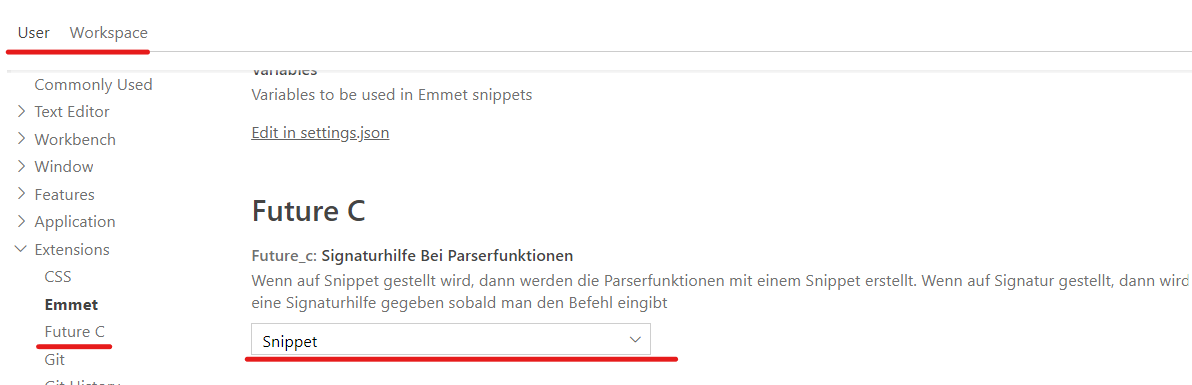 User Workspace
Commonly Used
Text Editor
Workbench
Window
Features
Application
Extensions
CSS
Emmet
Future C
Git
Git History
Variables
Variables to be used in Emmet snippets
Edit in settings.json
Future C
Future_c: Signaturhilfe Bei Parserfunktionen
Wenn auf Snippet gestellt wird, dann werden die Parserfunktionen mit einem Snippet erstellt. Wenn auf Signatur gestellt, dann wird
eine Signaturhilfe gegeben sobald man den Befehl eingibt
Snippet